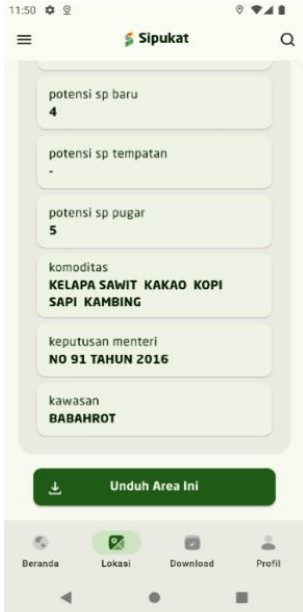 11:50
Sipukat
potensi sp baru
4
potensi sp tempatan
-
potensi sp pugar
5
komoditas
KELAPA SAWIT KAKAO KOPI
SAPI KAMBING
keputusan menteri
NO 91 TAHUN 2016
kawasan
BABAHROT
Unduh Area Ini
Beranda Lokasi Download Profil